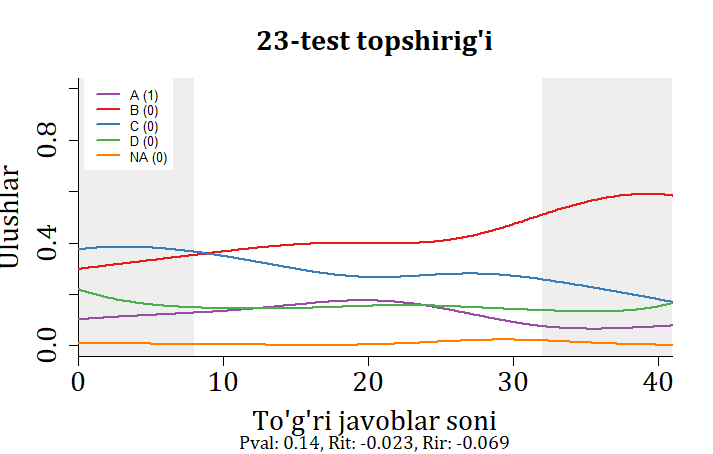 23-test topshirig'i
A (1)
B (0)
C (0)
D (0)
NA (0)
Ulushlar
0.8
0.4
0.0
0 10 20 30 40
To'g'ri javoblar soni
Pval: 0.14, Rit: -0.023, Rir: -0.069